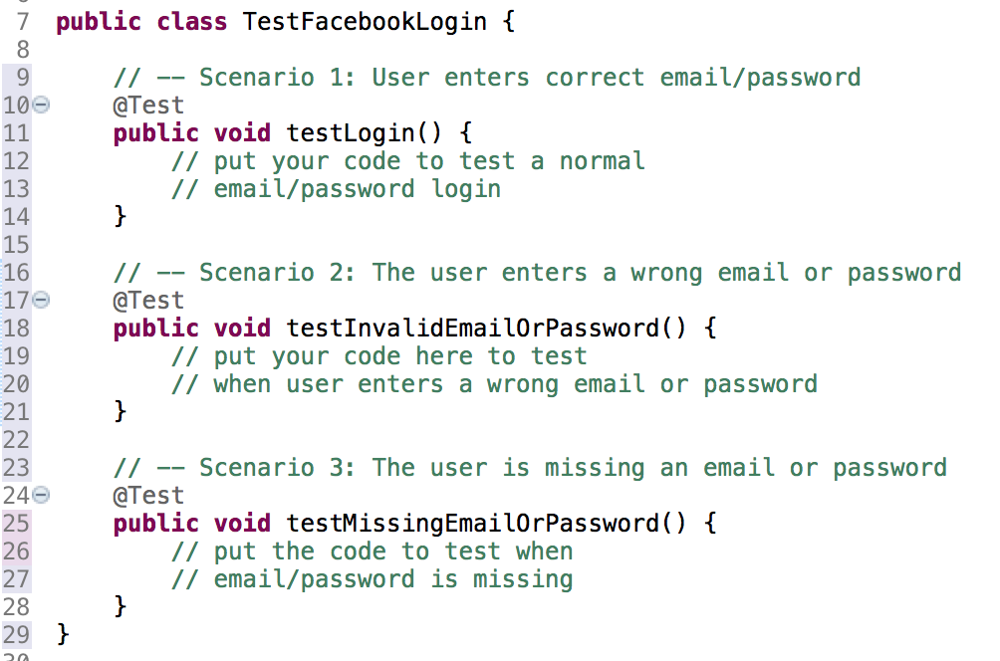 7 public class TestFacebookLogin {
8
9 // -- Scenario 1: User enters correct email/password
10 @Test
11 public void testLogin() {
12 // put your code to test a normal
13 // email/password login
14 }
15
16 // -- Scenario 2: The user enters a wrong email or password
17 @Test
18 public void testInvalidEmailOrPassword() {
19 // put your code here to test
20 // when user enters a wrong email or password
21 }
22
23 // -- Scenario 3: The user is missing an email or password
24 @Test
25 public void testMissingEmailOrPassword() {
26 // put the code to test when
27 // email/password is missing
28 }
29 }